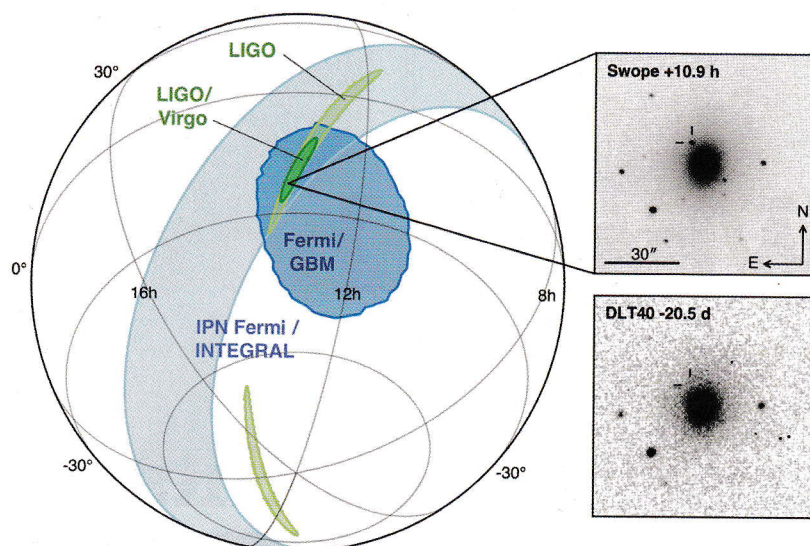 LIGO
30°
LIGO/
Virgo
Fermi/
GBM
0°
16h
12h
8h
IPN Fermi /
INTEGRAL
-30°
-30°
Swope +10.9 h
N
30"
E
DLT40 -20.5 d